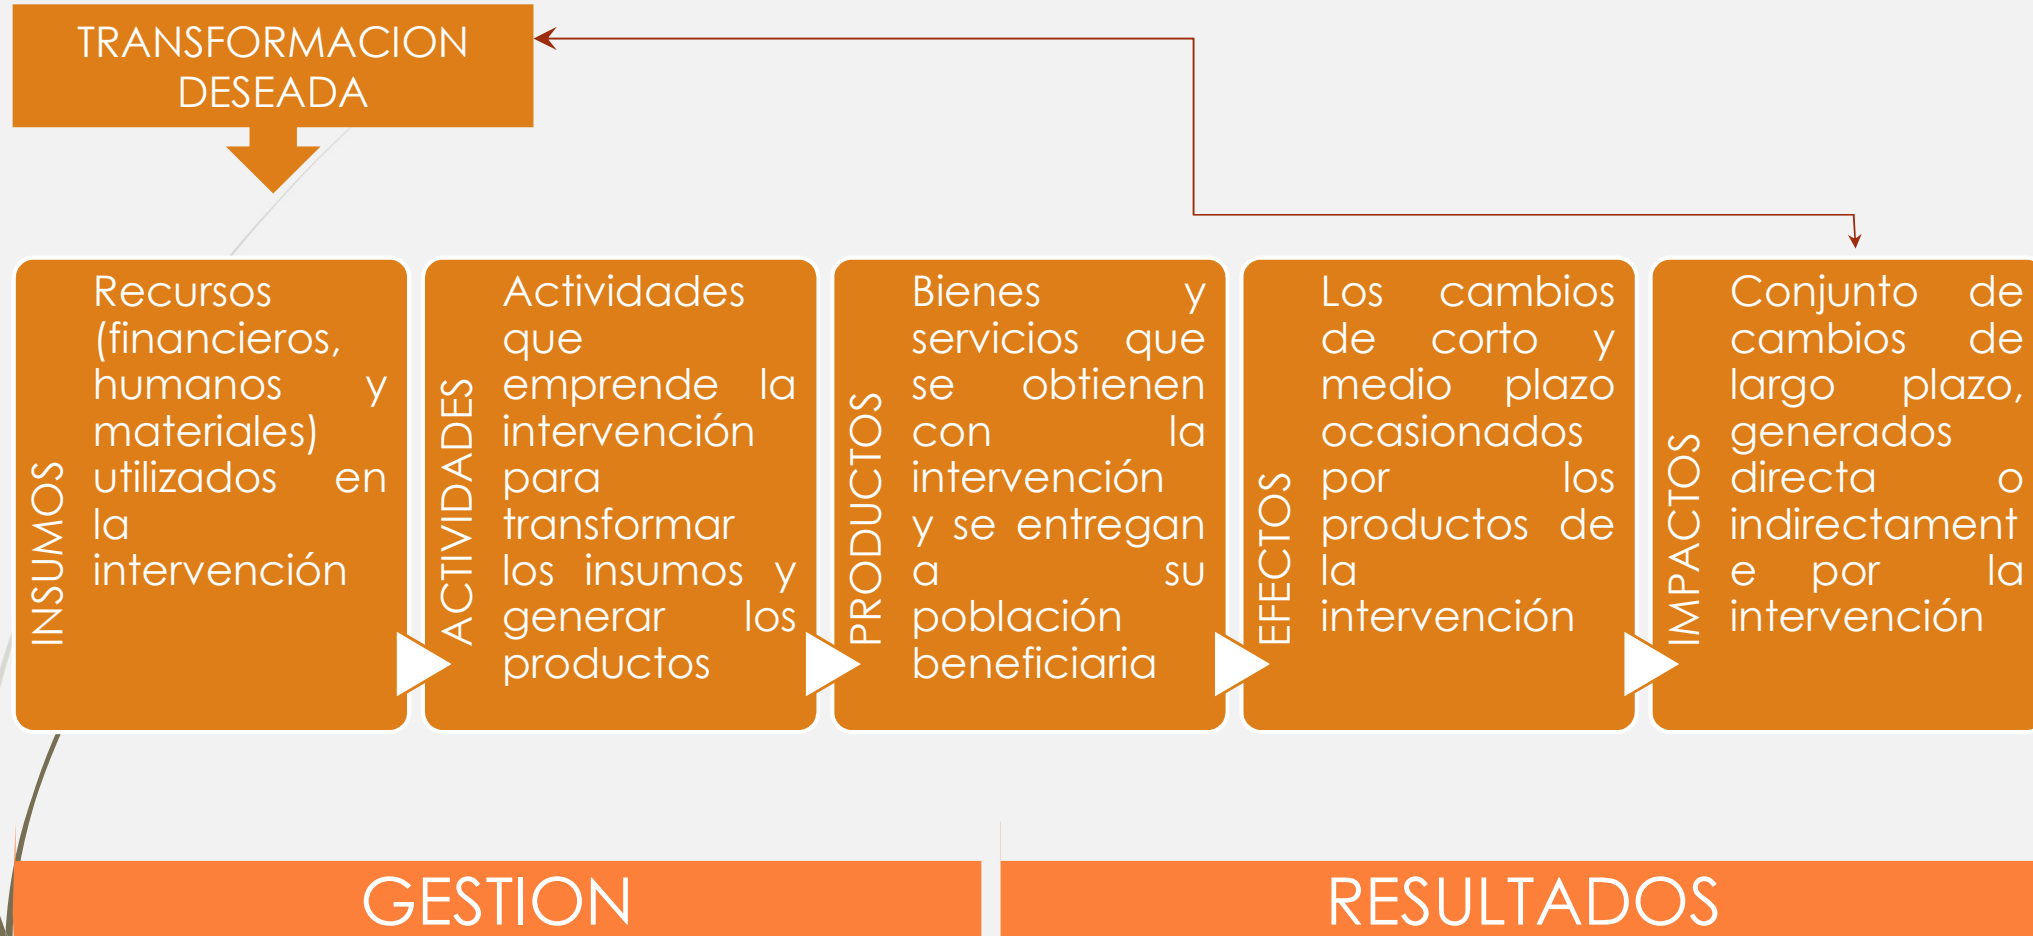 TRANSFORMACION
DESEADA
INSUMOS
Recursos
(financieros,
humanos y
materiales)
utilizados en
la
intervención
ACTIVIDADES
Actividades
que
emprende la
intervención
para
transformar
los insumos y
generar los
productos
PRODUCTOS
Bienes y
servicios que
se obtienen
con la
intervención
y se entregan
a su
población
beneficiaria
EFECTOS
Los cambios
de corto y
medio plazo
ocasionados
por los
productos de
la
intervención
IMPACTOS
Conjunto de
cambios de
largo plazo,
generados
directa o
indirectament
e por la
intervención
GESTION
RESULTADOS